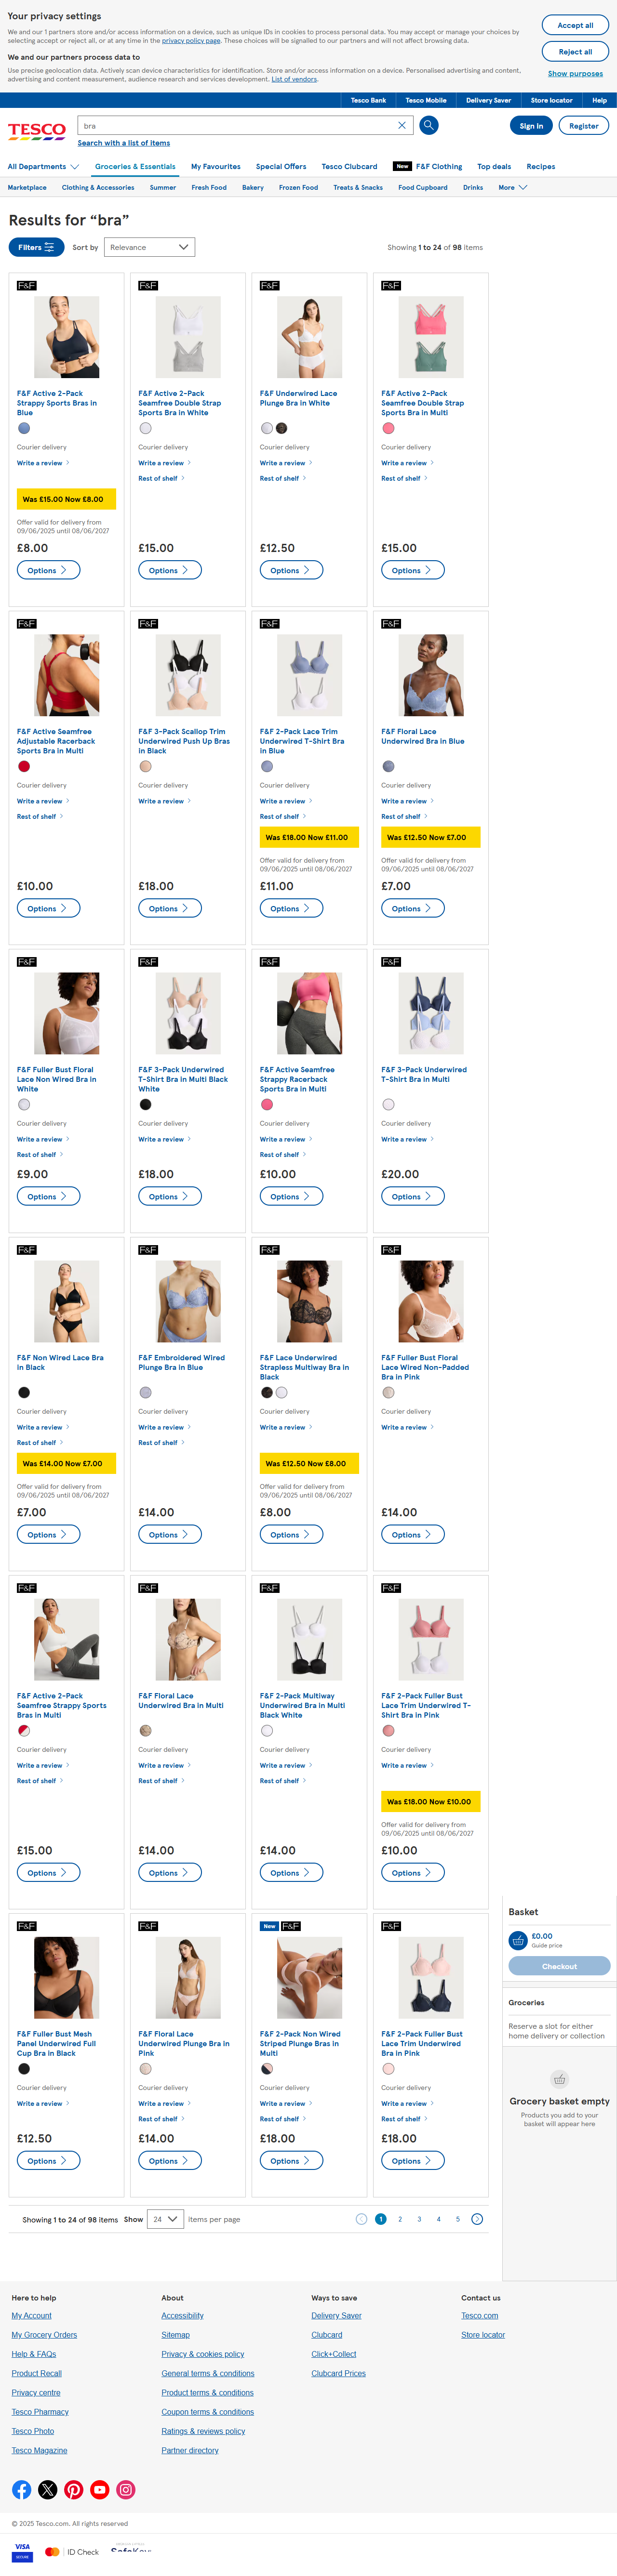 Your privacy settings
We and our 1 partners store and/or access information on a device, such as unique IDs in cookies to process personal data. You may accept or manage your choices by
selecting accept or reject all, or at any time in the privacy policy page. These choices will be signalled to our partners and will not affect browsing data.
We and our partners process data to
Use precise geolocation data. Actively scan device characteristics for identification. Store and/or access information on a device. Personalised advertising and content,
advertising and content measurement, audience research and services development. List of vendors.
Accept all
Reject all
Show purposes
Tesco Bank Tesco Mobile Delivery Saver Store locator Help
TESCO
bra
Search with a list of items
Sign in Register
All Departments Groceries & Essentials My Favourites Special Offers Tesco Clubcard New F&F Clothing Top deals Recipes
Marketplace Clothing & Accessories Summer Fresh Food Bakery Frozen Food Treats & Snacks Food Cupboard Drinks More
Results for “bra”
Filters Sort by Relevance Showing 1 to 24 of 98 items
F&F
F&F Active 2-Pack
Strappy Sports Bras in
Blue
Courier delivery
Write a review
Was £15.00 Now £8.00
Offer valid for delivery from
09/06/2025 until 08/06/2027
£8.00
Options
F&F
F&F Active 2-Pack
Seamfree Double Strap
Sports Bra in White
Courier delivery
Write a review
Rest of shelf
£15.00
Options
F&F
F&F Underwired Lace
Plunge Bra in White
Courier delivery
Write a review
Rest of shelf
£12.50
Options
F&F
F&F Active 2-Pack
Seamfree Double Strap
Sports Bra in Multi
Courier delivery
Write a review
Rest of shelf
£15.00
Options
F&F
F&F Active Seamfree
Adjustable Racerback
Sports Bra in Multi
Courier delivery
Write a review
Rest of shelf
£10.00
Options
F&F
F&F 3-Pack Scallop Trim
Underwired Push Up Bras
in Black
Courier delivery
Write a review
£18.00
Options
F&F
F&F 2-Pack Lace Trim
Underwired T-Shirt Bra
in Blue
Courier delivery
Write a review
Rest of shelf
Was £18.00 Now £11.00
Offer valid for delivery from
09/06/2025 until 08/06/2027
£11.00
Options
F&F
F&F Floral Lace
Underwired Bra in Blue
Courier delivery
Write a review
Rest of shelf
Was £12.50 Now £7.00
Offer valid for delivery from
09/06/2025 until 08/06/2027
£7.00
Options
F&F
F&F Fuller Bust Floral
Lace Non Wired Bra in
White
Courier delivery
Write a review
Rest of shelf
£9.00
Options
F&F
F&F 3-Pack Underwired
T-Shirt Bra in Multi Black
White
Courier delivery
Write a review
£18.00
Options
F&F
F&F Active Seamfree
Strappy Racerback
Sports Bra in Multi
Courier delivery
Write a review
Rest of shelf
£10.00
Options
F&F
F&F 3-Pack Underwired
T-Shirt Bra in Multi
Courier delivery
Write a review
£20.00
Options
F&F
F&F Non Wired Lace Bra
in Black
Courier delivery
Write a review
Rest of shelf
Was £14.00 Now £7.00
Offer valid for delivery from
09/06/2025 until 08/06/2027
£7.00
Options
F&F
F&F Embroidered Wired
Plunge Bra in Blue
Courier delivery
Write a review
Rest of shelf
£14.00
Options
F&F
F&F Lace Underwired
Strapless Multiway Bra in
Black
Courier delivery
Write a review
Was £12.50 Now £8.00
Offer valid for delivery from
09/06/2025 until 08/06/2027
£8.00
Options
F&F
F&F Fuller Bust Floral
Lace Wired Non-Padded
Bra in Pink
Courier delivery
Write a review
£14.00
Options
F&F
F&F Active 2-Pack
Seamfree Strappy Sports
Bras in Multi
Courier delivery
Write a review
Rest of shelf
£15.00
Options
F&F
F&F Floral Lace
Underwired Bra in Multi
Courier delivery
Write a review
Rest of shelf
£14.00
Options
F&F
F&F 2-Pack Multiway
Underwired Bra in Multi
Black White
Courier delivery
Write a review
Rest of shelf
£14.00
Options
F&F
F&F 2-Pack Fuller Bust
Lace Trim Underwired T-
Shirt Bra in Pink
Courier delivery
Write a review
Was £18.00 Now £10.00
Offer valid for delivery from
09/06/2025 until 08/06/2027
£10.00
Options
F&F
F&F Fuller Bust Mesh
Panel Underwired Full
Cup Bra in Black
Courier delivery
Write a review
£12.50
Options
F&F
F&F Floral Lace
Underwired Plunge Bra in
Pink
Courier delivery
Write a review
Rest of shelf
£14.00
Options
New F&F
F&F 2-Pack Non Wired
Striped Plunge Bras in
Multi
Courier delivery
Write a review
Rest of shelf
£18.00
Options
F&F
F&F 2-Pack Fuller Bust
Lace Trim Underwired
Bra in Pink
Courier delivery
Write a review
Rest of shelf
£18.00
Options
Basket
£0.00
Guide price
Checkout
Groceries
Reserve a slot for either
home delivery or collection
Grocery basket empty
Products you add to your
basket will appear here
Showing 1 to 24 of 98 items Show 24 items per page 1 2 3 4 5
Here to help
My Account
My Grocery Orders
Help & FAQs
Product Recall
Privacy centre
Tesco Pharmacy
Tesco Photo
Tesco Magazine
About
Accessibility
Sitemap
Privacy & cookies policy
General terms & conditions
Product terms & conditions
Coupon terms & conditions
Ratings & reviews policy
Partner directory
Ways to save
Delivery Saver
Clubcard
Click+Collect
Clubcard Prices
Contact us
Tesco.com
Store locator
© 2025 Tesco.com. All rights reserved
VISA
SECURE
ID Check